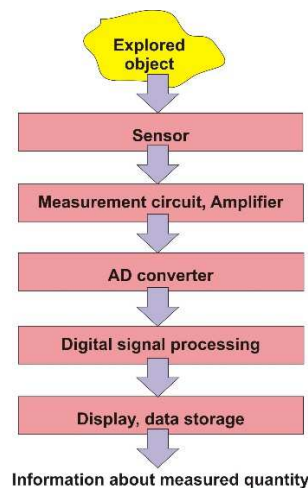 Explored
object
Sensor
Measurement circuit, Amplifier
AD converter
Digital signal processing
Display, data storage
Information about measured quantity